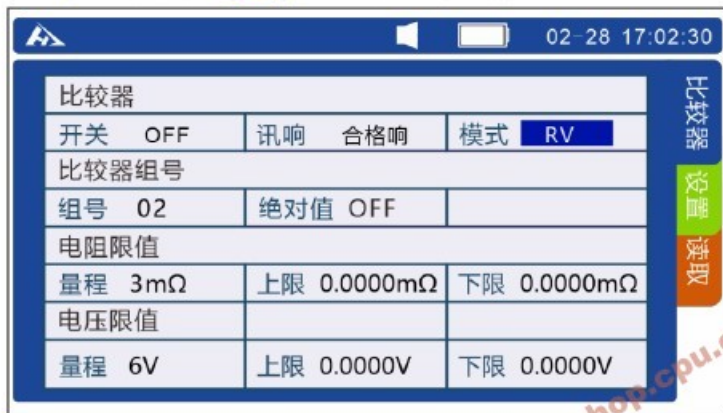 02-28 17:02:30
比较器
开关 OFF 讯响 合格响 模式 RV
比较器组号
组号 02 绝对值 OFF
电阻限值
量程 3mΩ 上限 0.0000mΩ 下限 0.0000mΩ
电压限值
量程 6V 上限 0.0000V 下限 0.0000V
比较器
设置
读取